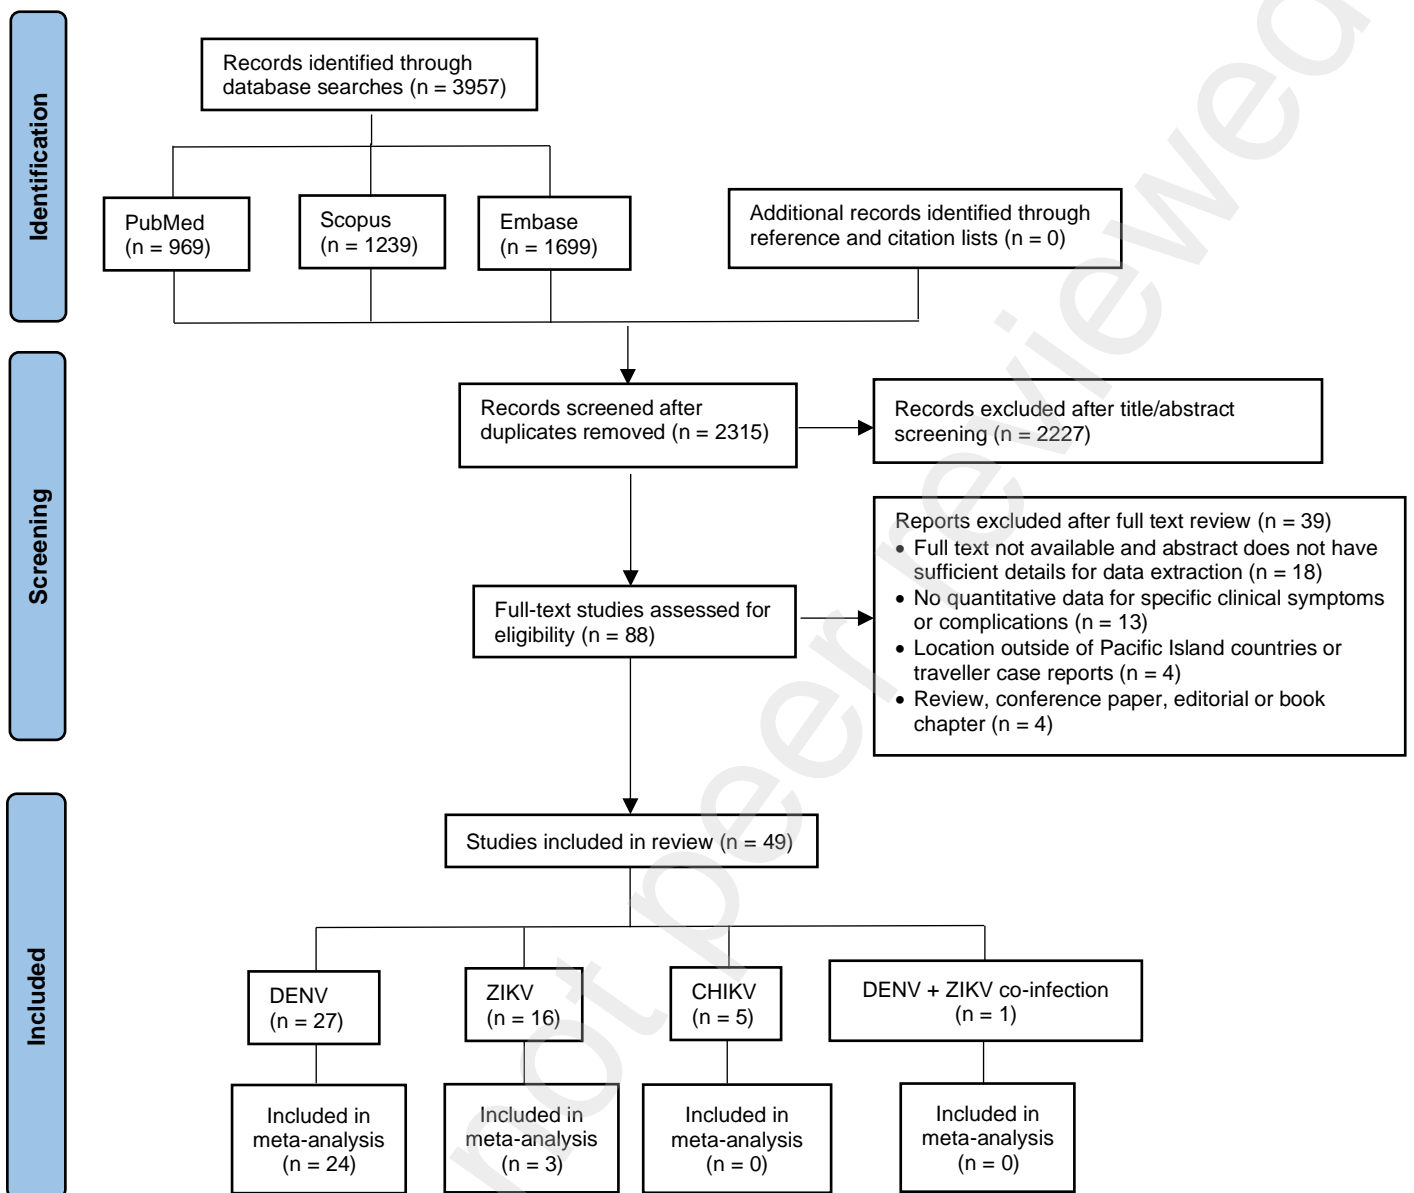 Identification
Records identified through
database searches (n = 3957)
PubMed
(n = 969)
Scopus
(n = 1239)
Embase
(n = 1699)
Additional records identified through
reference and citation lists (n = 0)
Screening
Records screened after
duplicates removed (n = 2315)
Records excluded after title/abstract
screening (n = 2227)
Full-text studies assessed for
eligibility (n = 88)
Reports excluded after full text review (n = 39)
• Full text not available and abstract does not have
sufficient details for data extraction (n = 18)
• No quantitative data for specific clinical symptoms
or complications (n = 13)
• Location outside of Pacific Island countries or
traveller case reports (n = 4)
• Review, conference paper, editorial or book
chapter (n = 4)
Included
Studies included in review (n = 49)
DENV
(n = 27)
ZIKV
(n = 16)
CHIKV
(n = 5)
DENV + ZIKV co-infection
(n = 1)
Included in
meta-analysis
(n = 24)
Included in
meta-analysis
(n = 3)
Included in
meta-analysis
(n = 0)
Included in
meta-analysis
(n = 0)
not peer reviewed